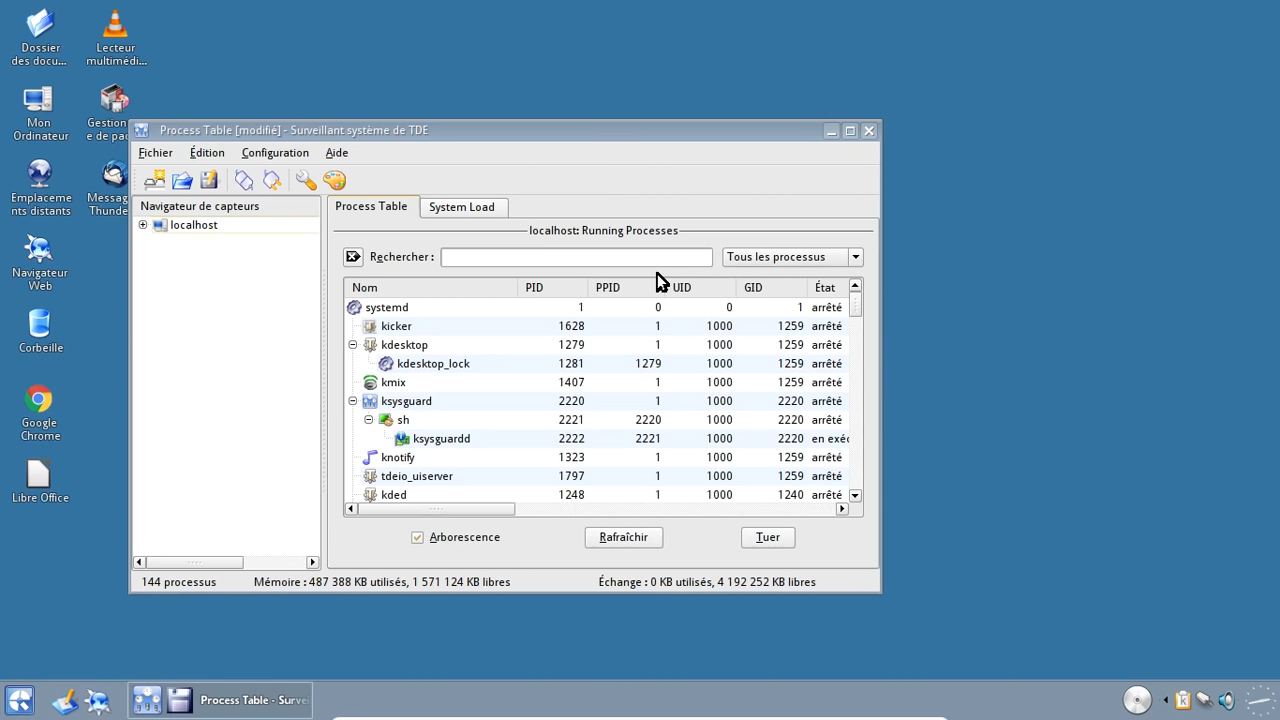 Dossier
des docu...
Lecteur
multimédi...
Mon
Ordinateur
Gestion
e de pac
Emplaceme
nts distants
Messag
Thunde
Navigateur
Web
Corbeille
Google
Chrome
Libre Office
Process Table [modifié] - Surveillant système de TDE
Fichier Édition Configuration Aide
Navigateur de capteurs
localhost
Process Table System Load
localhost: Running Processes
Rechercher : Tous les processus
Nom PID PPID UID GID État
systemd 1 0 0 1 arrêté
kicker 1628 1 1000 1259 arrêté
kdesktop 1279 1 1000 1259 arrêté
kdesktop_lock 1281 1279 1000 1259 arrêté
kmix 1407 1 1000 1259 arrêté
ksysguard 2220 1 1000 2220 arrêté
sh 2221 2220 1000 2220 arrêté
ksysguardd 2222 2221 1000 2220 en exéc
knotify 1323 1 1000 1259 arrêté
tdeio_uiserver 1797 1 1000 1259 arrêté
kded 1248 1 1000 1240 arrêté
Arborescence Rafraîchir Tuer
144 processus Mémoire : 487 388 KB utilisés, 1 571 124 KB libres Échange : 0 KB utilisés, 4 192 252 KB libres
Process Table - Surve